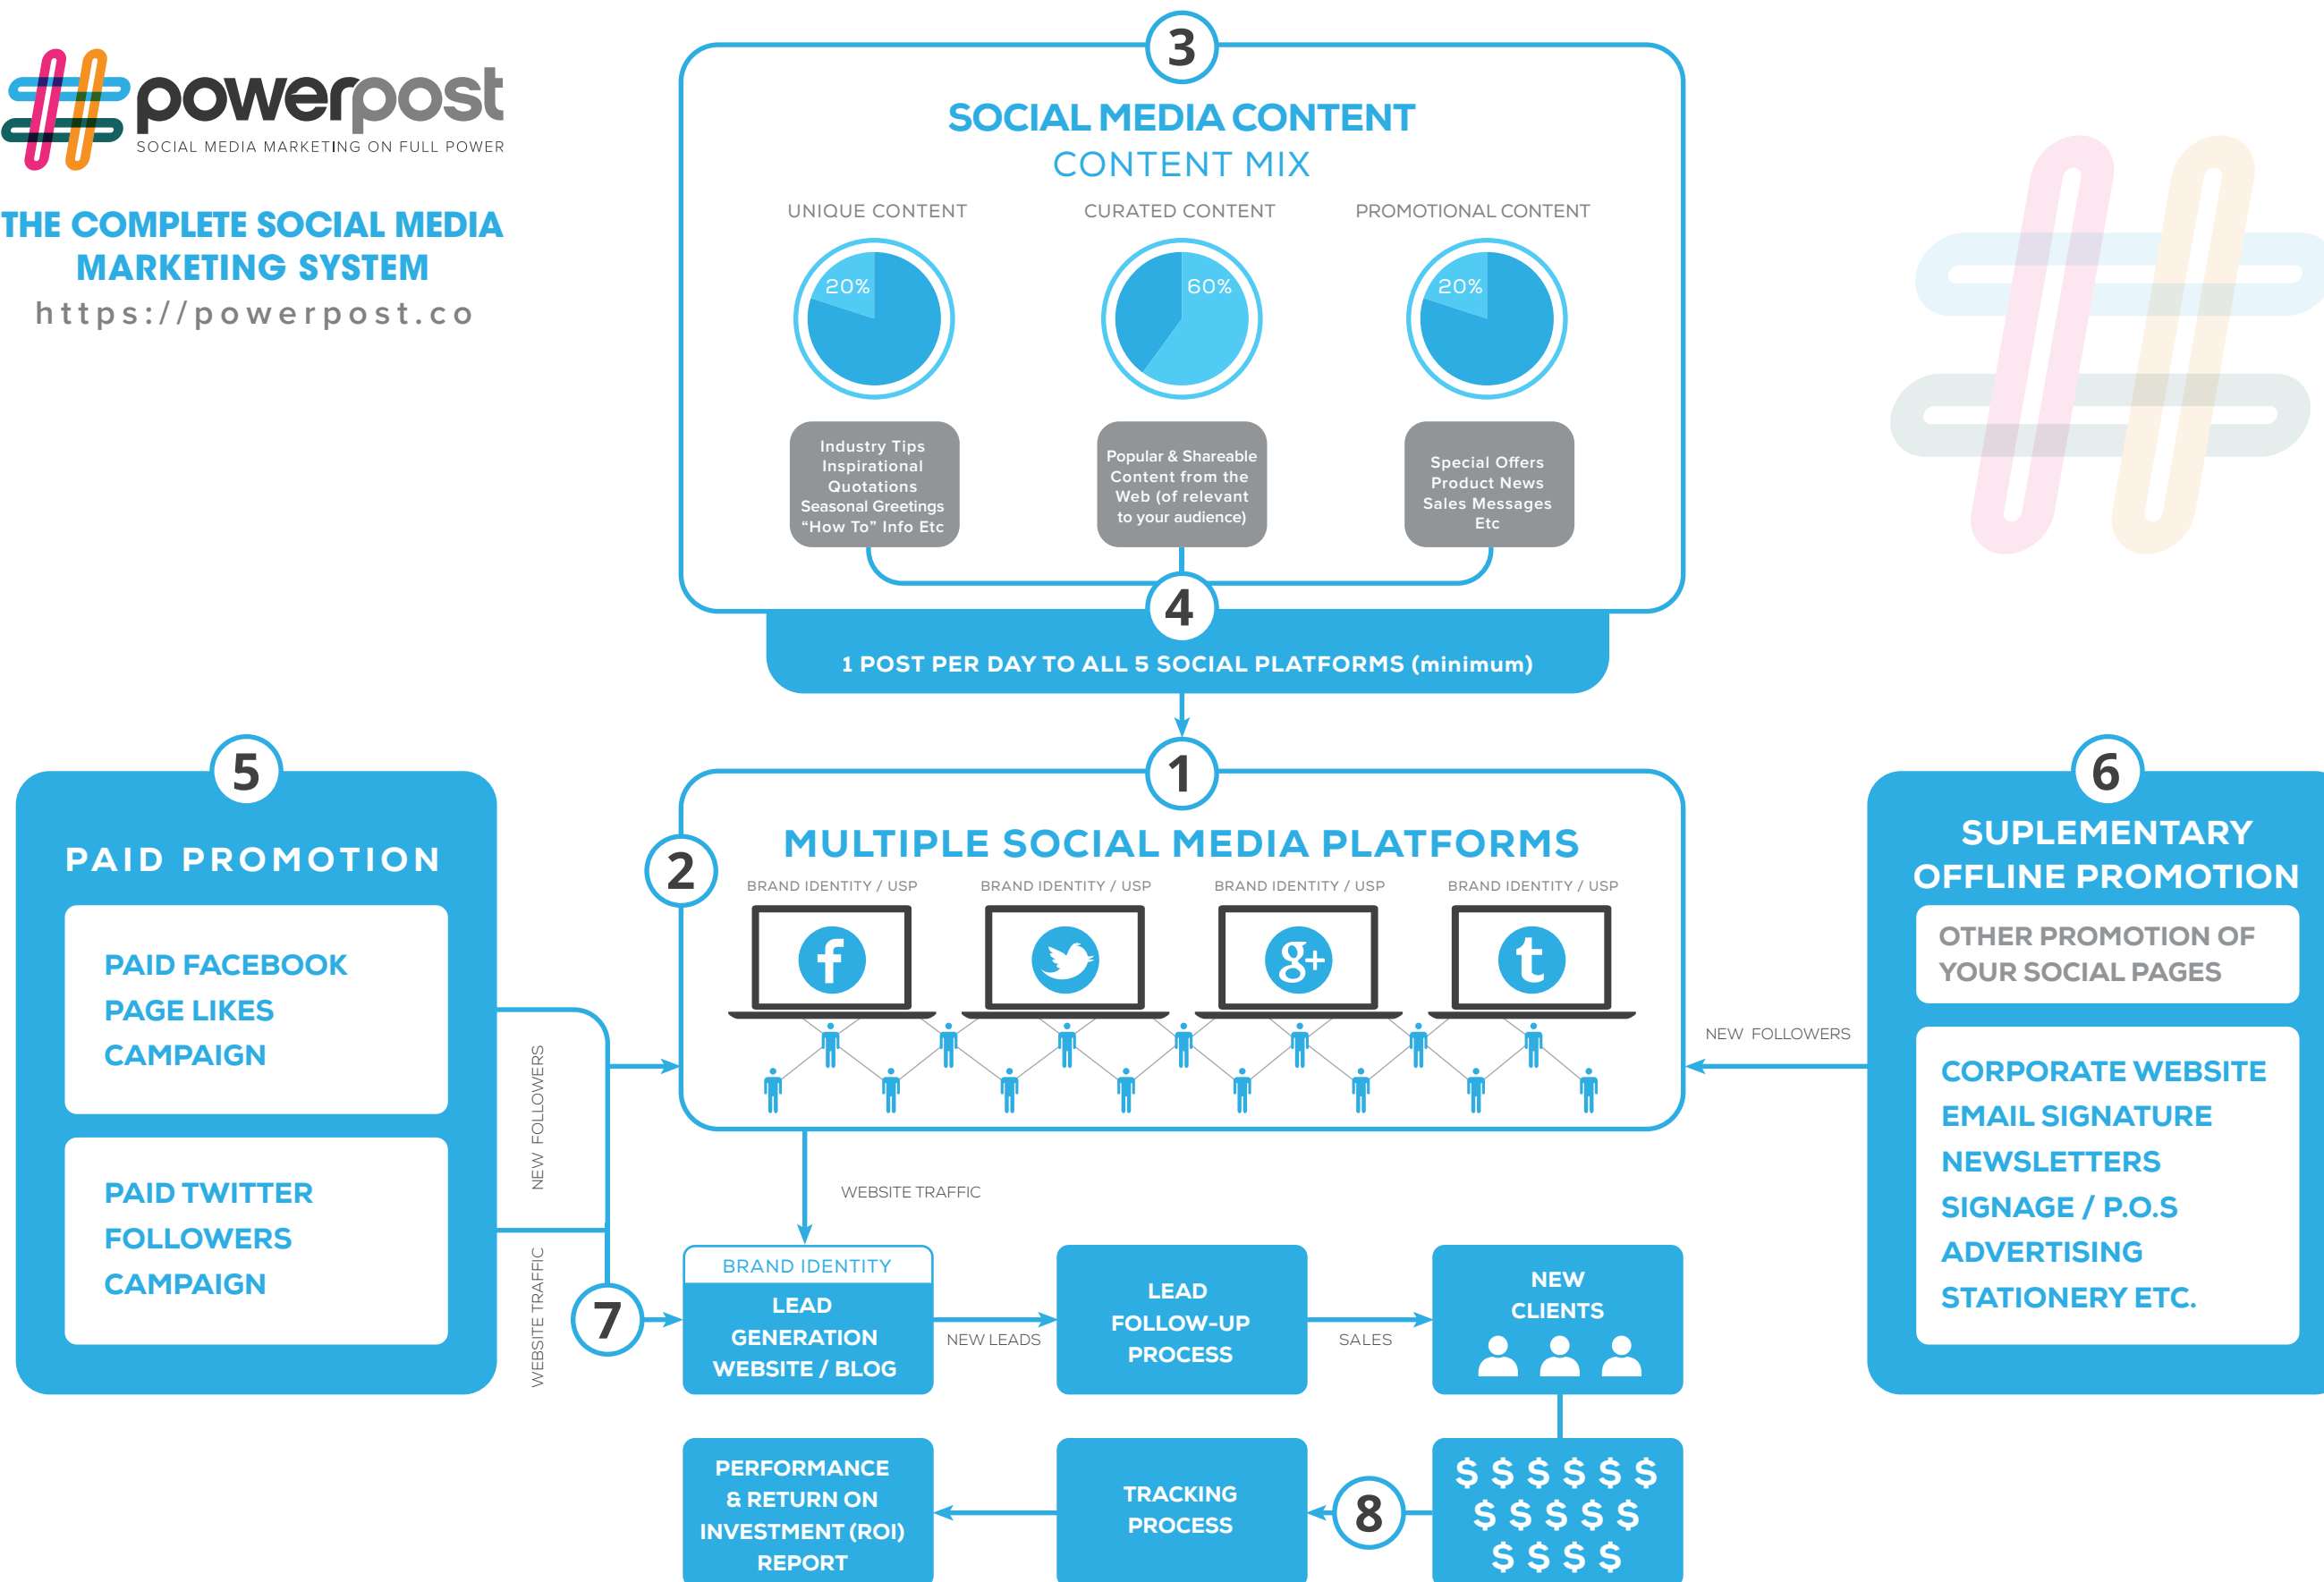 powerpost
SOCIAL MEDIA MARKETING ON FULL POWER
THE COMPLETE SOCIAL MEDIA
MARKETING SYSTEM
https://powerpost.co
3
SOCIAL MEDIA CONTENT
CONTENT MIX
UNIQUE CONTENT
20%
Industry Tips
Inspirational
Quotations
Seasonal Greetings
“How To” Info Etc
CURATED CONTENT
60%
Popular & Shareable
Content from the
Web (of relevant
to your audience)
PROMOTIONAL CONTENT
20%
Special Offers
Product News
Sales Messages
Etc
4
1 POST PER DAY TO ALL 5 SOCIAL PLATFORMS (minimum)
5
PAID PROMOTION
PAID FACEBOOK
PAGE LIKES
CAMPAIGN
PAID TWITTER
FOLLOWERS
CAMPAIGN
NEW FOLLOWERS
WEBSITE TRAFFIC
1
2
MULTIPLE SOCIAL MEDIA PLATFORMS
BRAND IDENTITY / USP
BRAND IDENTITY / USP
BRAND IDENTITY / USP
BRAND IDENTITY / USP
f
g+
t
NEW FOLLOWERS
6
SUPLEMENTARY
OFFLINE PROMOTION
OTHER PROMOTION OF
YOUR SOCIAL PAGES
CORPORATE WEBSITE
EMAIL SIGNATURE
NEWSLETTERS
SIGNAGE / P.O.S
ADVERTISING
STATIONERY ETC.
WEBSITE TRAFFIC
7
BRAND IDENTITY
LEAD
GENERATION
WEBSITE / BLOG
NEW LEADS
LEAD
FOLLOW-UP
PROCESS
SALES
NEW
CLIENTS
$ $ $ $ $ $
$ $ $ $ $
$ $ $ $
8
TRACKING
PROCESS
PERFORMANCE
& RETURN ON
INVESTMENT (ROI)
REPORT